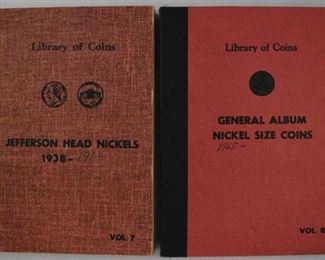 Library of Coins
JEFFERSON HEAD NICKELS
1938-1964
VOL. 7
Library of Coins
GENERAL ALBUM
NICKEL SIZE COINS
1965-
VOL. 8